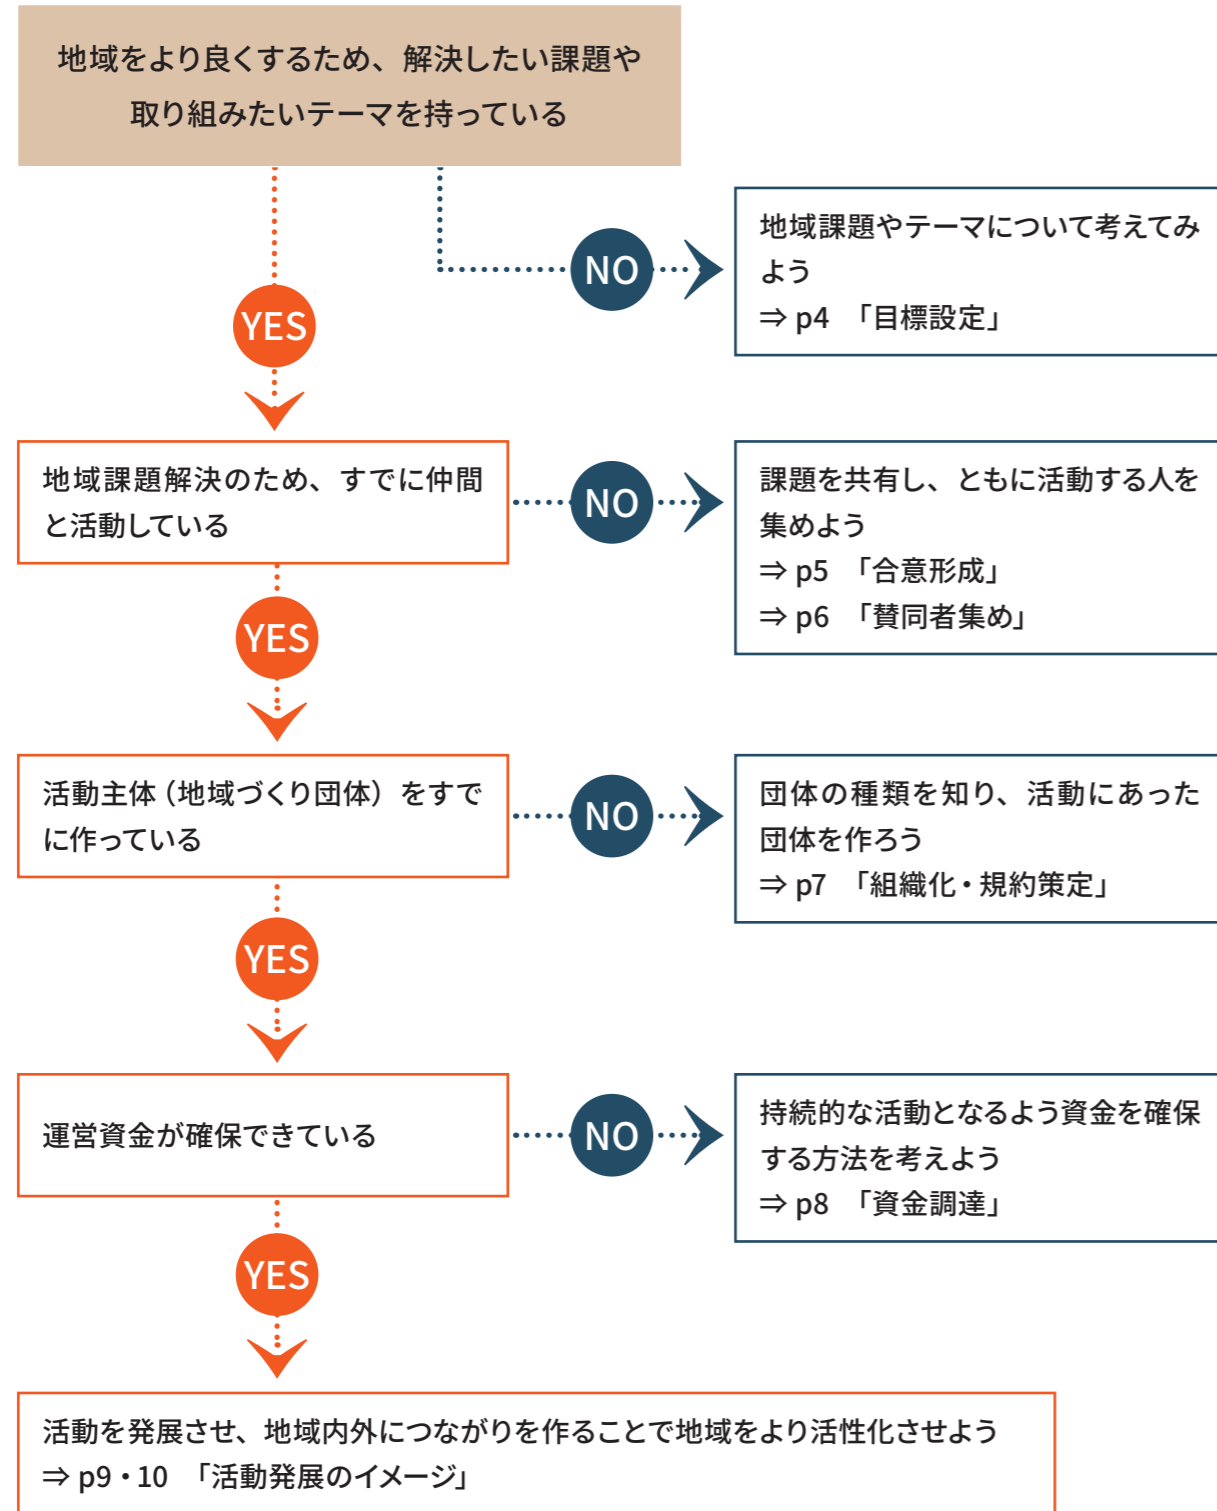 地域をより良くするため、解決したい課題や
取り組みたいテーマを持っている
NO
地域課題やテーマについて考えてみ
よう
⇒ p4 「目標設定」
YES
地域課題解決のため、すでに仲間
と活動している
NO
課題を共有し、ともに活動する人を
集めよう
⇒ p5 「合意形成」
⇒ p6 「賛同者集め」
YES
活動主体（地域づくり団体）をすで
に作っている
NO
団体の種類を知り、活動にあった
団体を作ろう
⇒ p7 「組織化・規約策定」
YES
運営資金が確保できている
NO
持続的な活動となるよう資金を確保
する方法を考えよう
⇒ p8 「資金調達」
YES
活動を発展させ、地域内外につながりを作ることで地域をより活性化させよう
⇒ p9・10 「活動発展のイメージ」